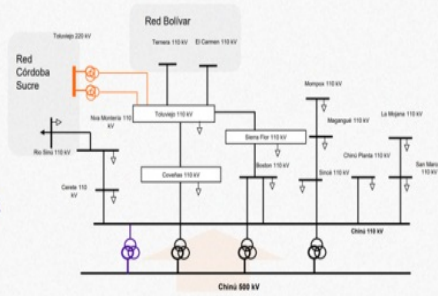 Red Bolívar
Toluviejo 220 kV
Ternera 110 kV
El Carmen 110 kV
Red
Córdoba
Sucre
Mompox 110 kV
Nva Montería 110
kV
Toluviejo 110 kV
Magangué 110 kV
La Mojana 110 kV
Sierra Flor 110 kV
Rio Sinú 110 kV
Boston 110 kV
Chinú Planta 110 kV
San Marcos
110 kV
Coveñas 110 kV
Sincé 110 kV
Cereté 110
kV
Chinú 110 kV
Chinú 500 kV